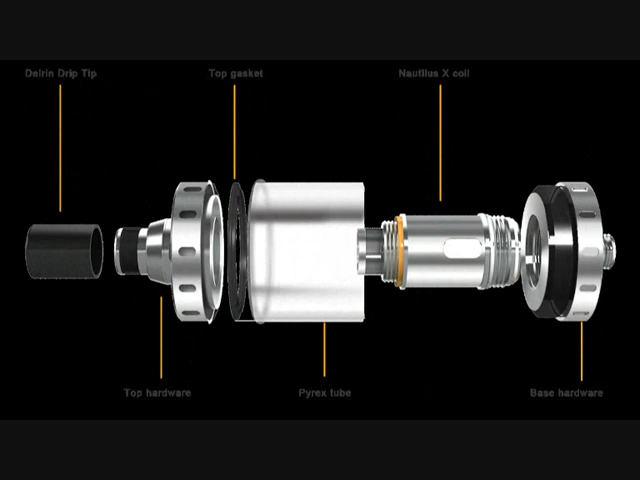 Delrin Drip Tip
Top gasket
Nautilus X coil
Top hardware
Pyrex tube
Base hardware